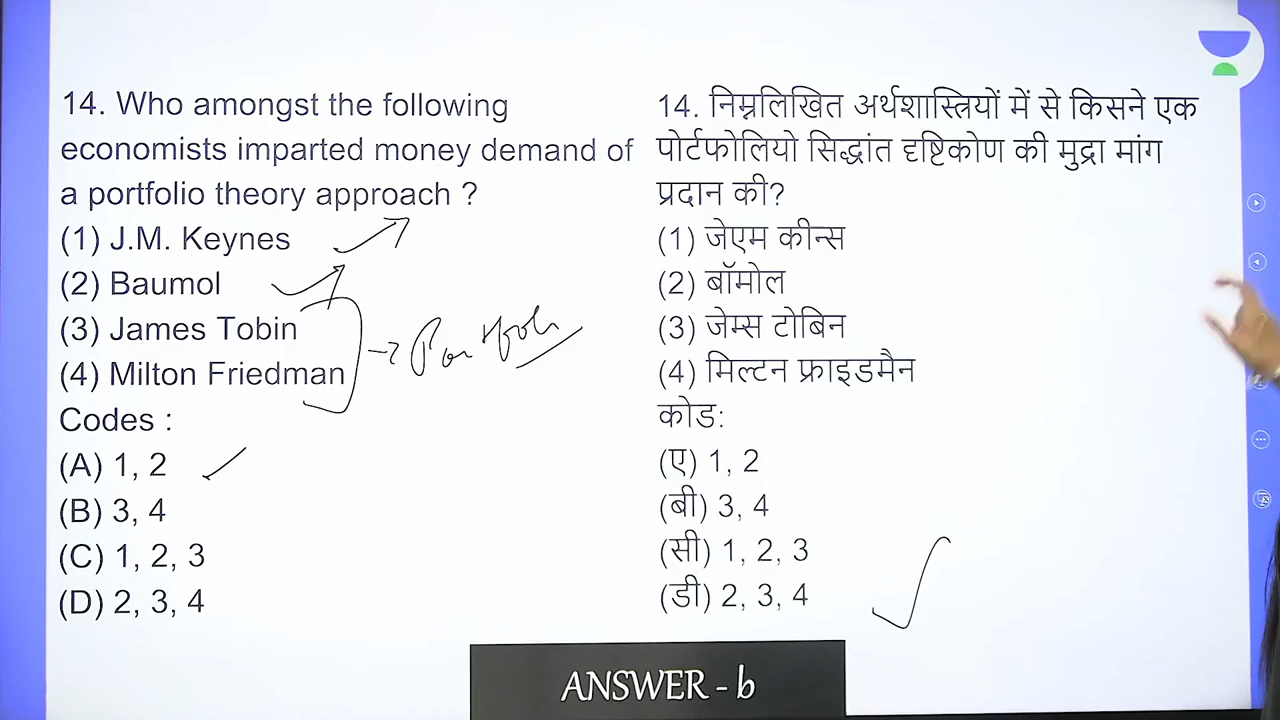 14. Who amongst the following
economists imparted money demand of
a portfolio theory approach ?
(1) J.M. Keynes
(2) Baumol
(3) James Tobin
(4) Milton Friedman
Codes :
(A) 1, 2
(B) 3, 4
(C) 1, 2, 3
(D) 2, 3, 4
14. निम्नलिखित अर्थशास्त्रियों में से किसने एक
पोर्टफोलियो सिद्धांत दृष्टिकोण की मुद्रा मांग
प्रदान की?
(1) जेएम कीन्स
(2) बॉमोल
(3) जेम्स टोबिन
(4) मिल्टन फ्राइडमैन
कोड:
(ए) 1, 2
(बी) 3, 4
(सी) 1, 2, 3
(डी) 2, 3, 4
ANSWER - b